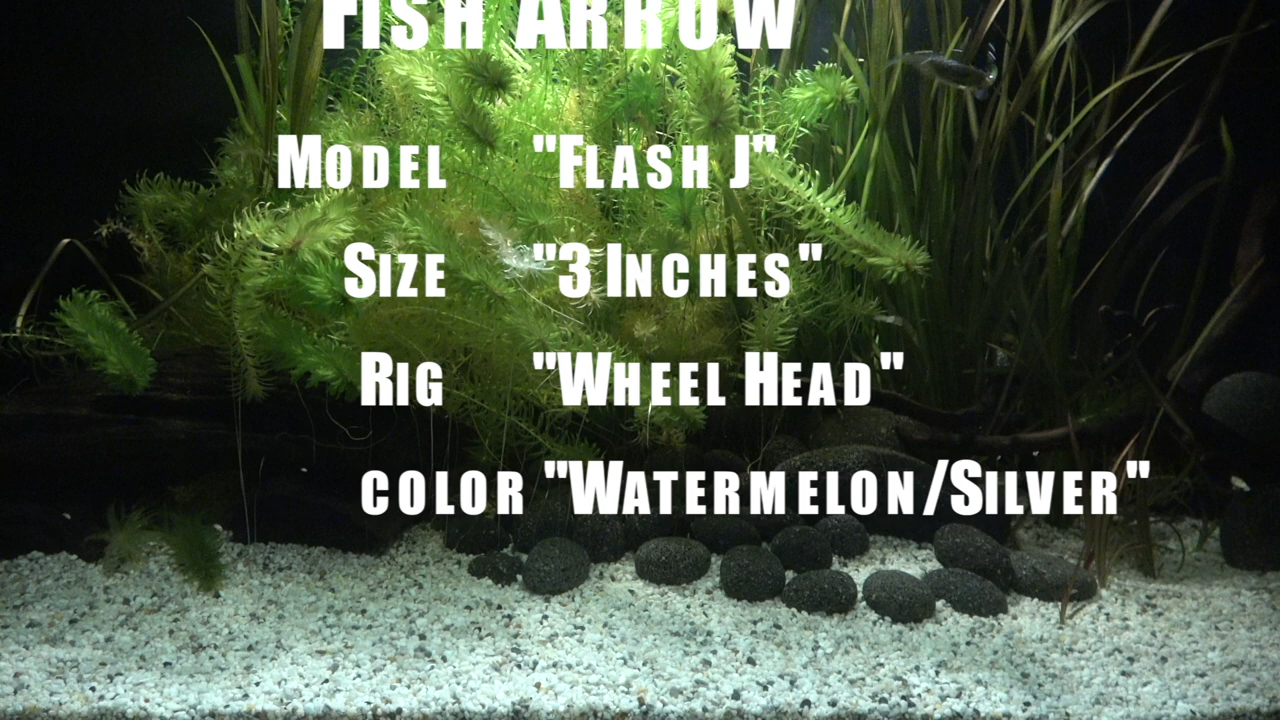 Fish Arrow
Model "Flash J"
Size "3 Inches"
Rig "Wheel Head"
color "Watermelon/Silver"